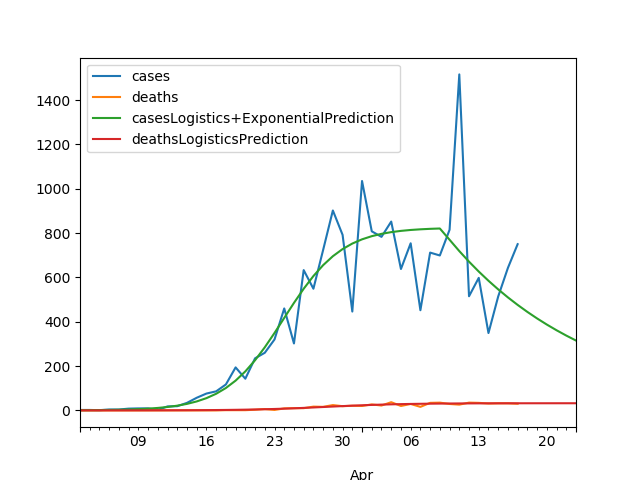 cases
deaths
casesLogistics+ExponentialPrediction
deathsLogisticsPrediction
1400
1200
1000
800
600
400
200
0
09 16 23 30 06 13 20
Apr